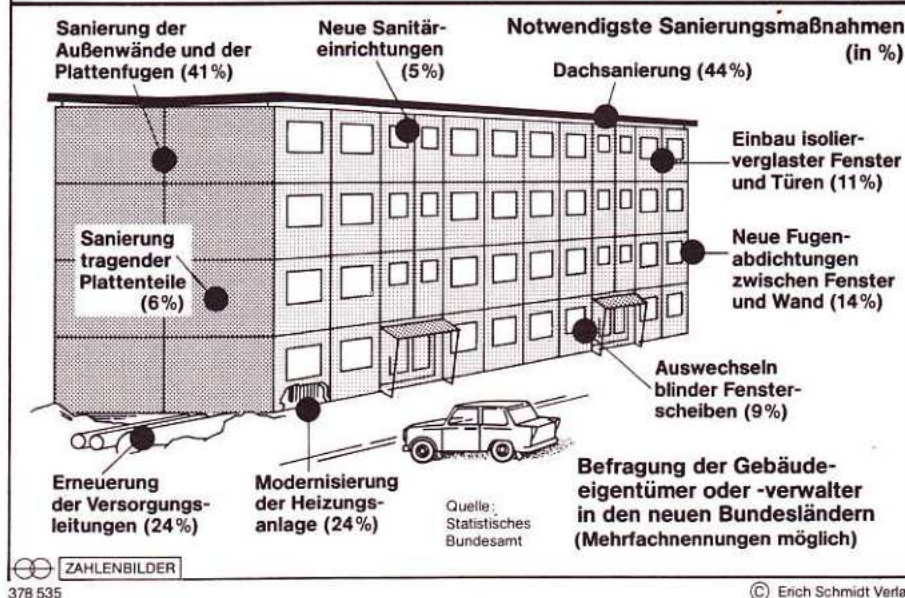 Notwendigste Sanierungsmaßnahmen
(in %)
Sanierung der
Außenwände und der
Plattenfugen (41%)
Neue Sanitär-
einrichtungen
(5%)
Dachsanierung (44%)
Einbau isolier-
verglaster Fenster
und Türen (11%)
Sanierung
tragender
Plattenteile
(6%)
Neue Fugen-
abdichtungen
zwischen Fenster
und Wand (14%)
Auswechseln
blinder Fenster-
scheiben (9%)
Erneuerung
der Versorgungs-
leitungen (24%)
Modernisierung
der Heizungs-
anlage (24%)
Quelle:
Statistisches
Bundesamt
Befragung der Gebäude-
eigentümer oder -verwalter
in den neuen Bundesländern
(Mehrfachnennungen möglich)
ZAHLENBILDER
378 535
© Erich Schmidt Verla